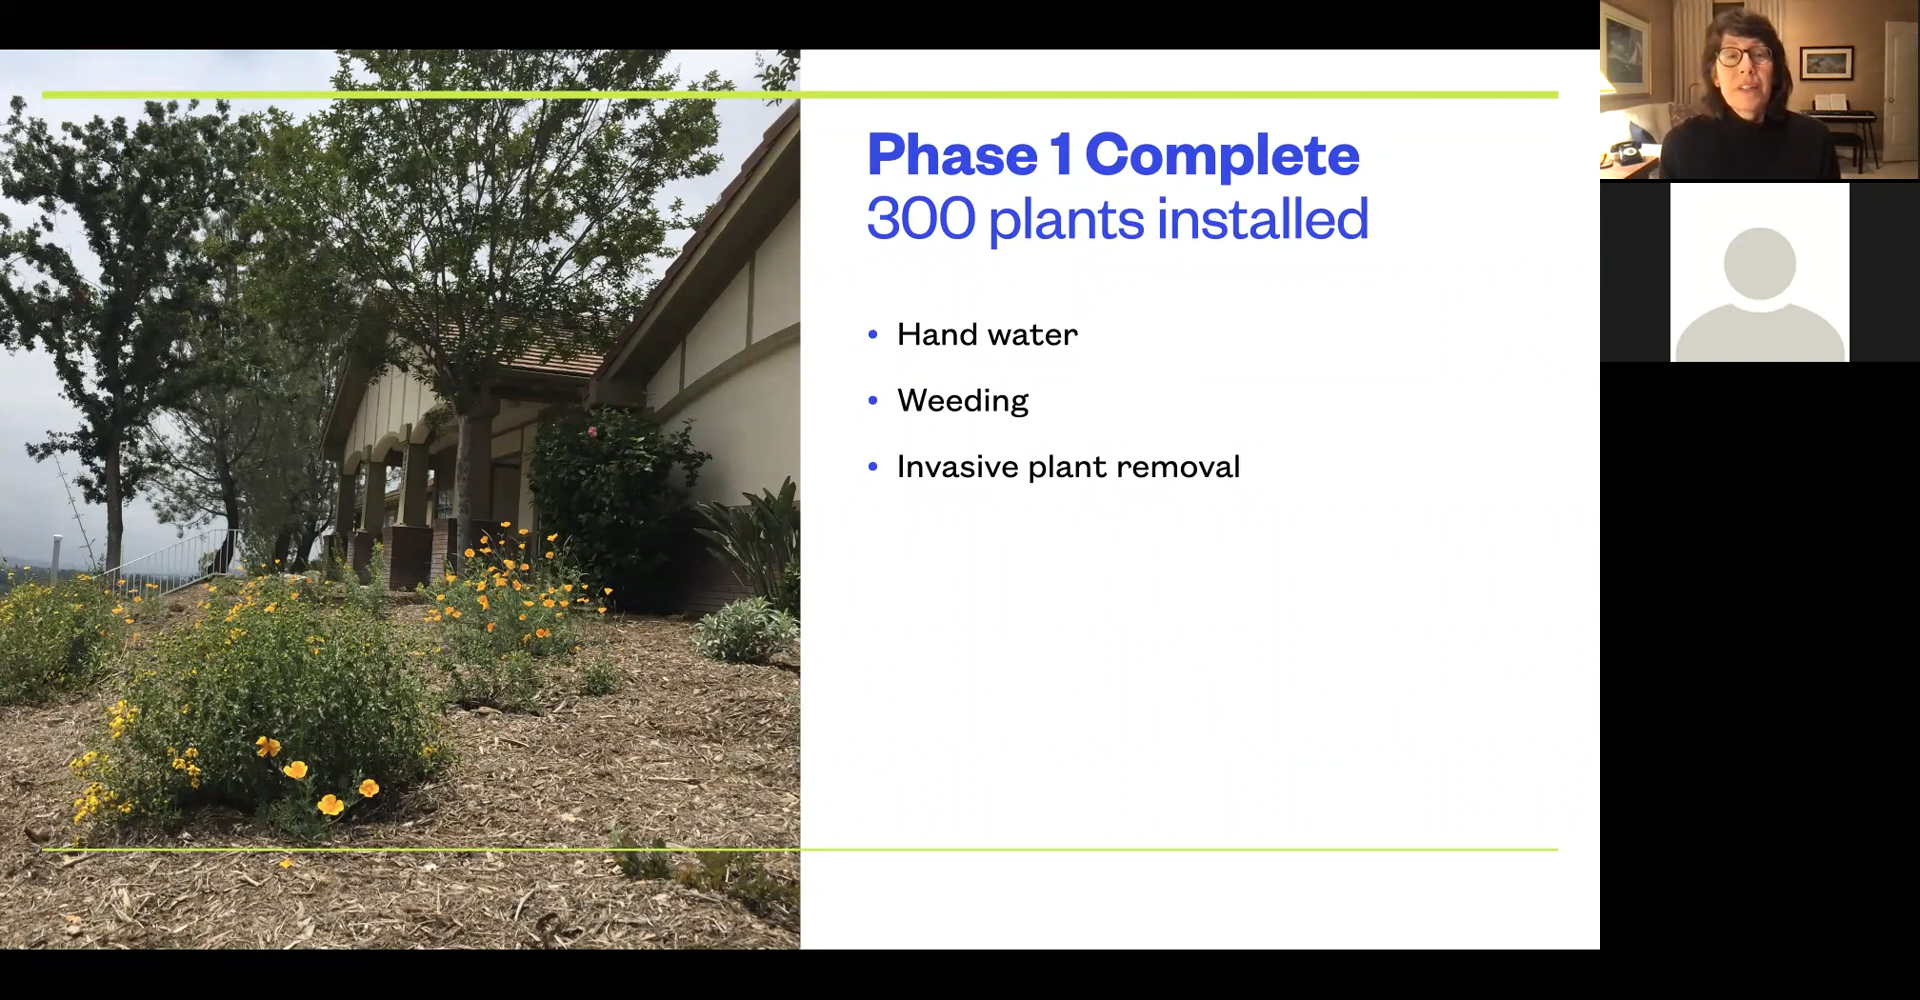 Phase 1 Complete
300 plants installed
• Hand water
• Weeding
• Invasive plant removal